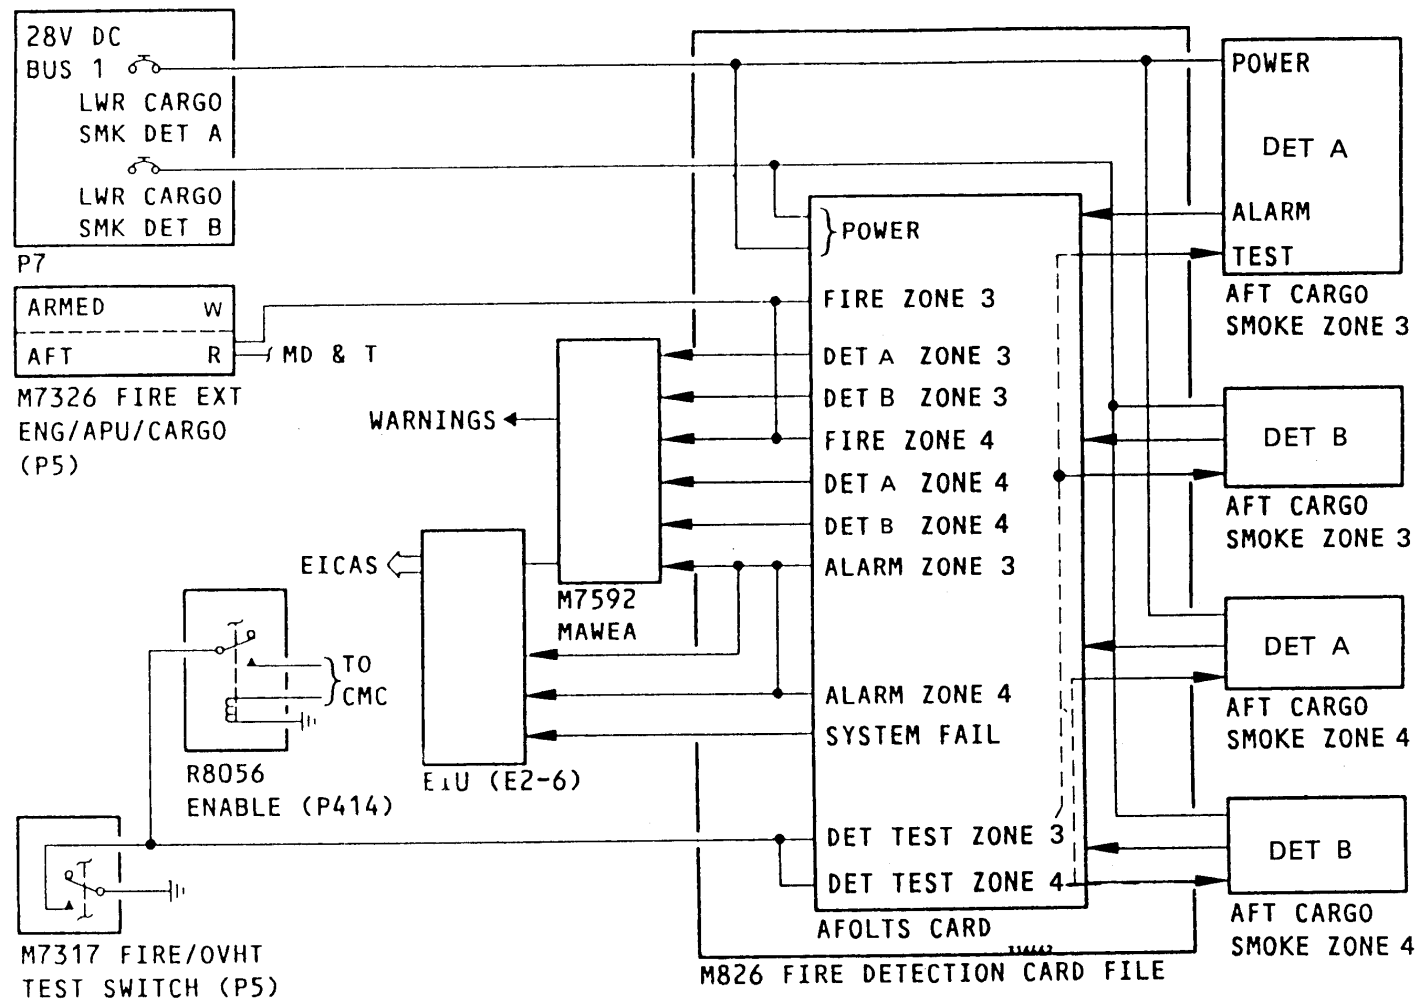 28V DC
BUS 1
LWR CARGO
SMK DET A
LWR CARGO
SMK DET B
P7
ARMED W
AFT R
MD & T
M7326 FIRE EXT
ENG/APU/CARGO
(P5)
WARNINGS
EICAS
M7592
MAWEA
TO
CMC
R8056
ENABLE (P414)
EIU (E2-6)
M7317 FIRE/OVHT
TEST SWITCH (P5)
POWER
FIRE ZONE 3
DET A ZONE 3
DET B ZONE 3
FIRE ZONE 4
DET A ZONE 4
DET B ZONE 4
ALARM ZONE 3
ALARM ZONE 4
SYSTEM FAIL
DET TEST ZONE 3
DET TEST ZONE 4
AFOLTS CARD
M826 FIRE DETECTION CARD FILE
POWER
DET A
ALARM
TEST
AFT CARGO
SMOKE ZONE 3
DET B
AFT CARGO
SMOKE ZONE 3
DET A
AFT CARGO
SMOKE ZONE 4
DET B
AFT CARGO
SMOKE ZONE 4